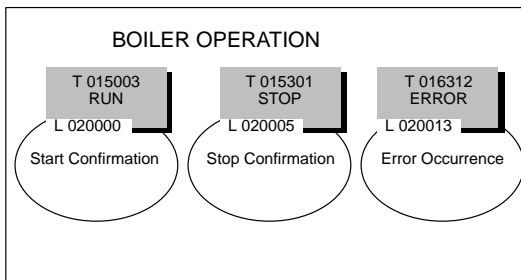 BOILER OPERATION
T 015003
RUN
T 015301
STOP
T 016312
ERROR
L 020000
L 020005
L 020013
Start Confirmation
Stop Confirmation
Error Occurrence